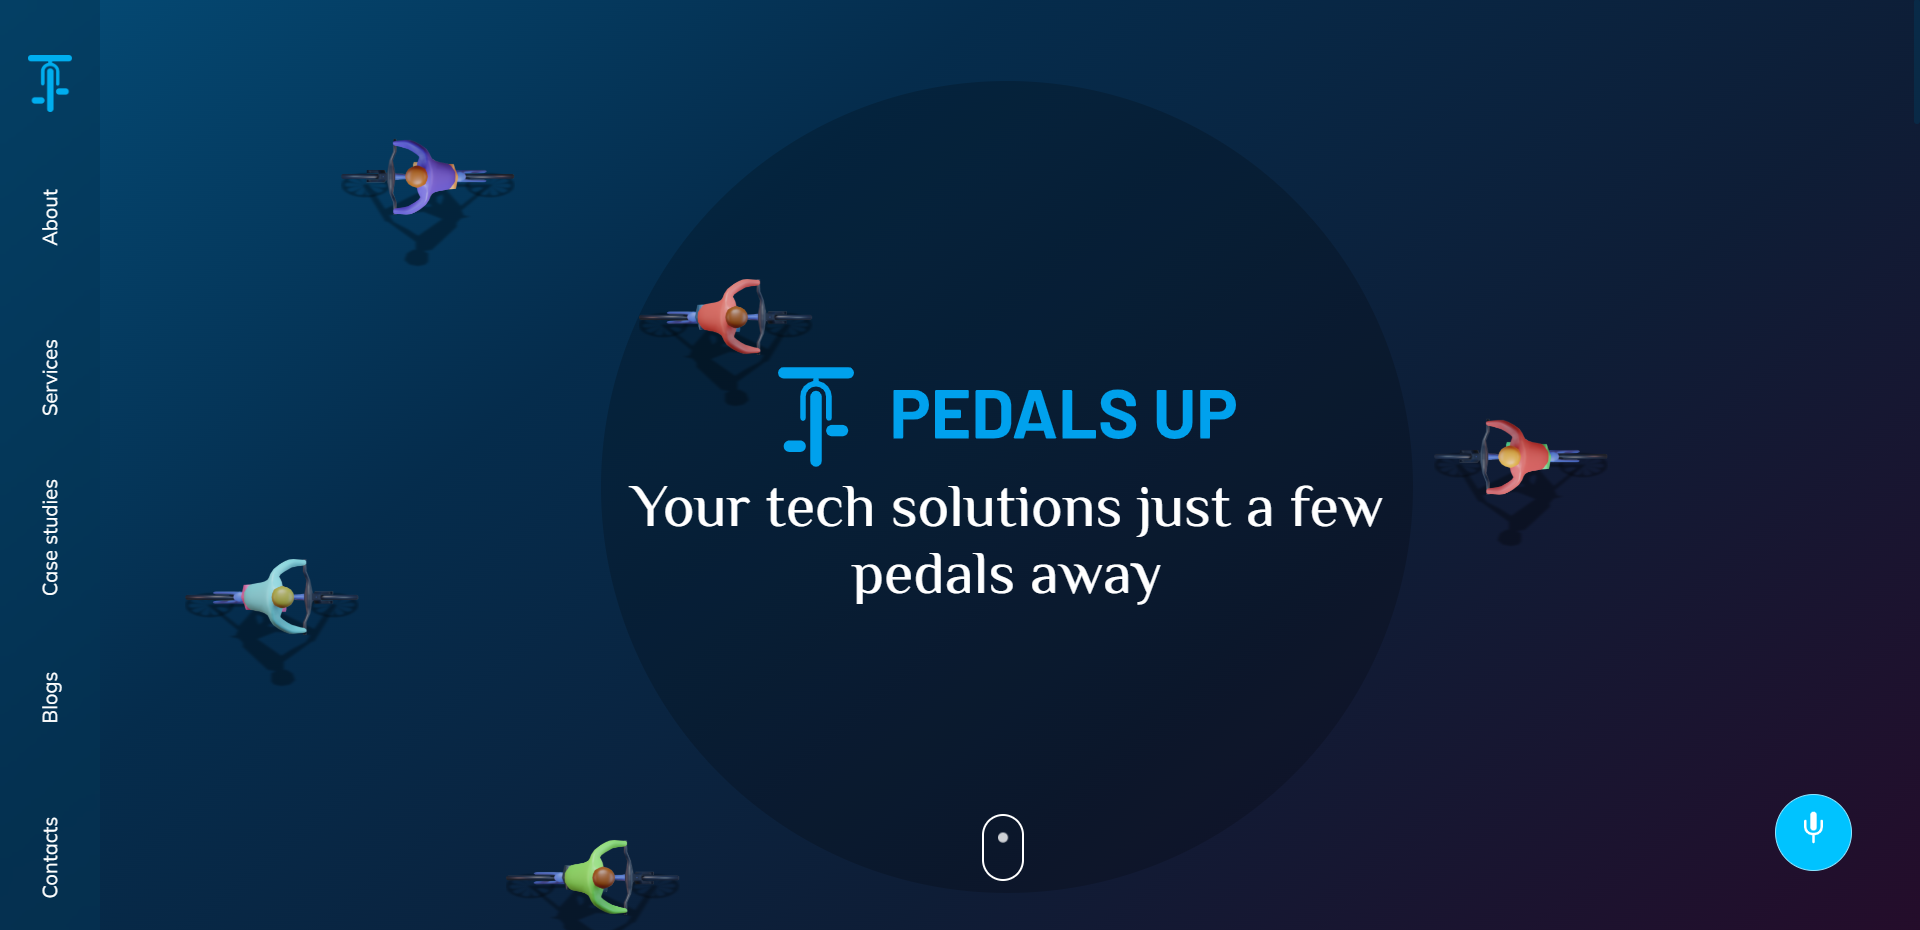 About
Services
Case studies
Blogs
Contacts
PEDALS UP
Your tech solutions just a few
pedals away